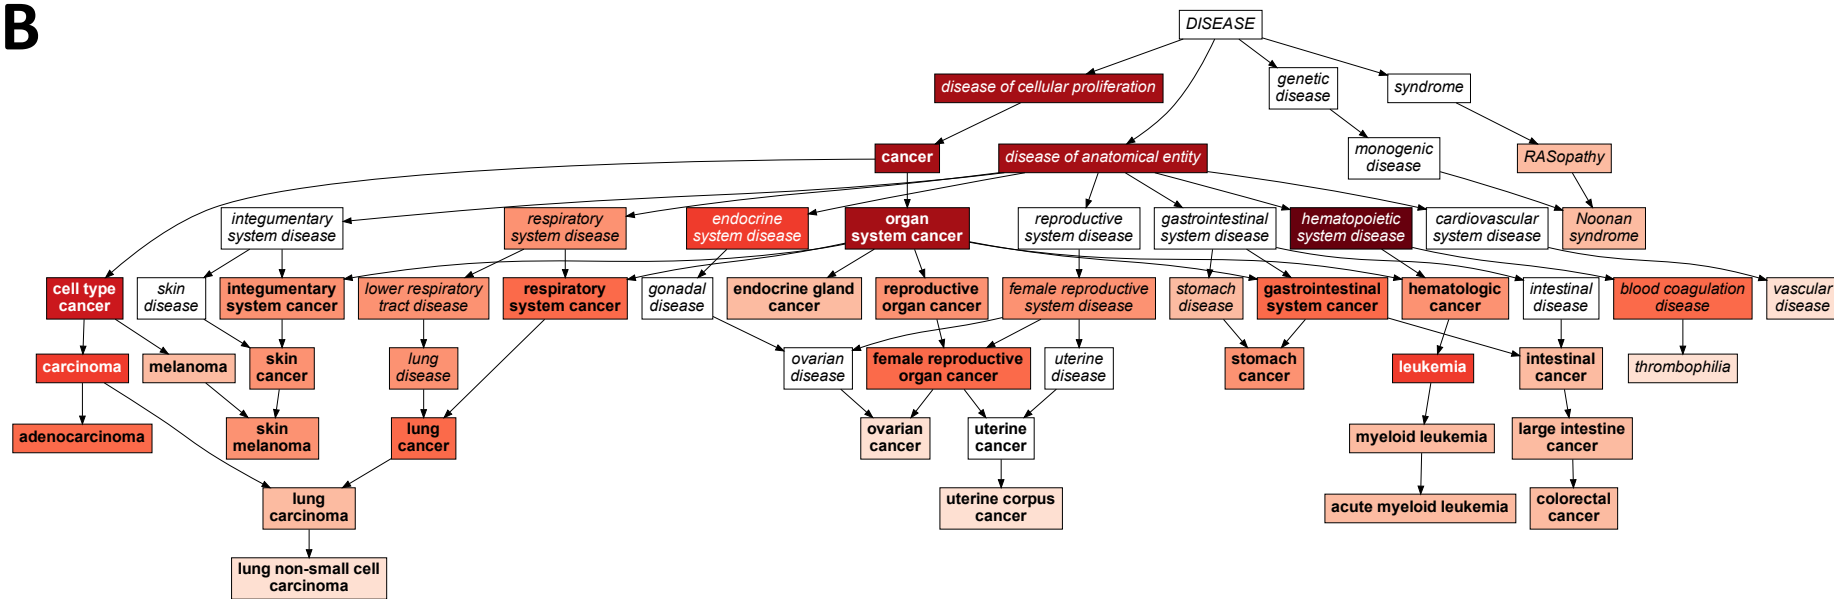 B
DISEASE
disease of cellular proliferation
genetic
disease
syndrome
cancer
disease of anatomical entity
monogenic
disease
RASopathy
integumentary
system disease
respiratory
system disease
endocrine
system disease
organ
system cancer
reproductive
system disease
gastrointestinal
system disease
hematopoietic
system disease
cardiovascular
system disease
Noonan
syndrome
cell type
cancer
skin
disease
integumentary
system cancer
lower respiratory
tract disease
respiratory
system cancer
gonadal
disease
endocrine gland
cancer
reproductive
organ cancer
female reproductive
system disease
stomach
disease
gastrointestinal
system cancer
hematologic
cancer
intestinal
disease
blood coagulation
disease
vascular
disease
carcinoma
melanoma
skin
cancer
lung
disease
ovarian
disease
female reproductive
organ cancer
uterine
disease
stomach
cancer
leukemia
intestinal
cancer
thrombophilia
adenocarcinoma
skin
melanoma
lung
cancer
ovarian
cancer
uterine
cancer
myeloid leukemia
large intestine
cancer
lung
carcinoma
uterine corpus
cancer
acute myeloid leukemia
colorectal
cancer
lung non-small cell
carcinoma